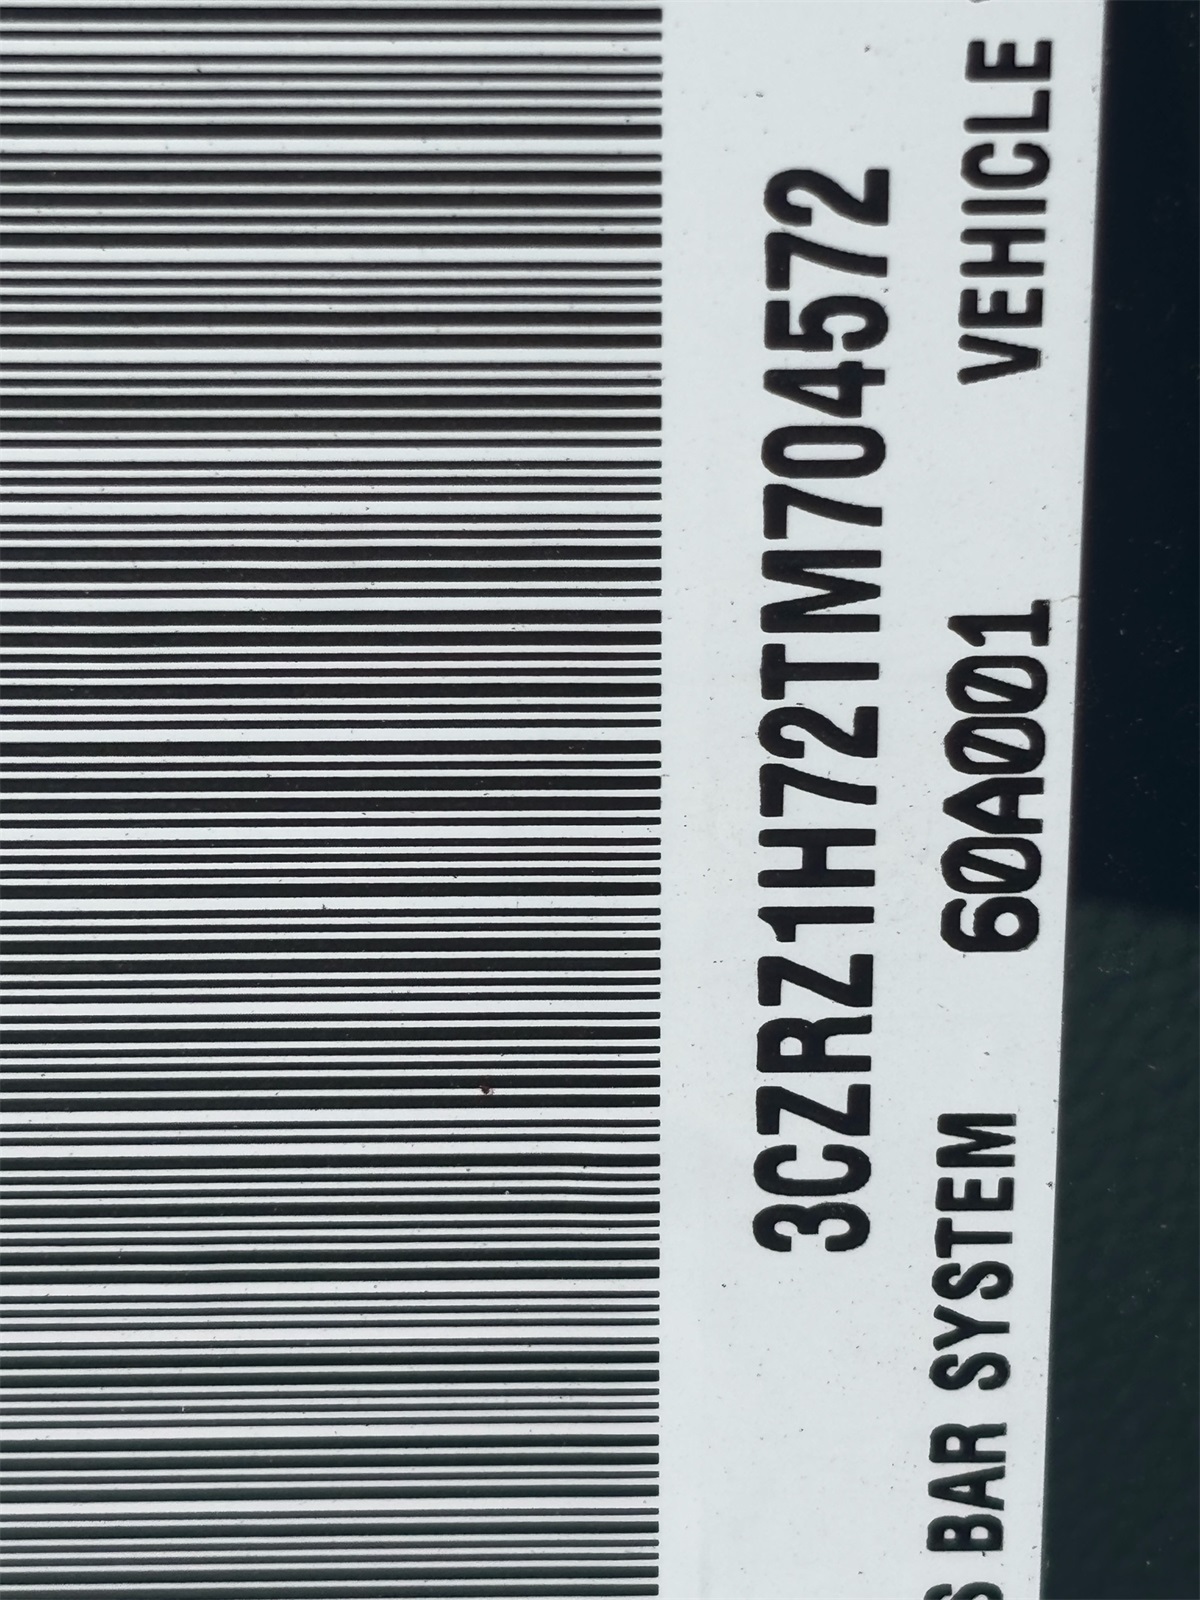 3CZRZ1H72TM704572
S BAR SYSTEM 60A001 VEHICLE